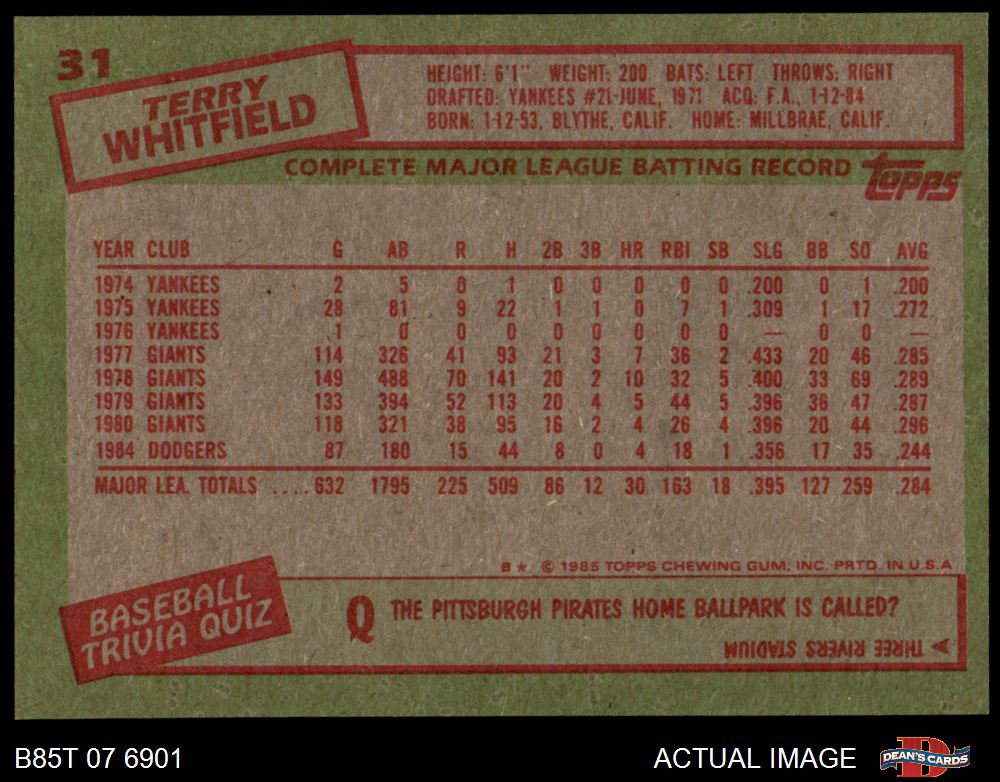 31
TERRY
WHITFIELD
HEIGHT: 6'1" WEIGHT: 200 BATS: LEFT THROWS: RIGHT
DRAFTED: YANKEES #21-JUNE, 1971 ACQ: F.A., 1-12-84
BORN: 1-12-53, BLYTHE, CALIF. HOME: MILLBRAE, CALIF.
COMPLETE MAJOR LEAGUE BATTING RECORD topps
YEAR CLUB G AB R H 2B 3B HR RBI SB SLG BB SO AVG
1974 YANKEES 2 5 0 1 0 0 0 0 0 .200 0 1 .200
1975 YANKEES 28 81 9 22 1 1 0 7 1 .309 1 17 .272
1976 YANKEES 1 0 0 0 0 0 0 0 0 — 0 0 —
1977 GIANTS 114 326 41 93 21 3 7 36 2 .433 20 46 .285
1978 GIANTS 149 488 70 141 20 2 10 32 5 .400 33 69 .289
1979 GIANTS 133 394 52 113 20 4 5 44 5 .396 36 47 .287
1980 GIANTS 118 321 38 95 16 2 4 26 4 .396 20 44 .296
1984 DODGERS 87 180 15 44 8 0 4 18 1 .356 17 35 .244
MAJOR LEA. TOTALS ....632 1795 225 509 86 12 30 163 18 .395 127 259 .284
B* © 1985 TOPPS CHEWING GUM, INC. PRTD. IN U.S.A
BASEBALL
TRIVIA QUIZ
Q THE PITTSBURGH PIRATES HOME BALLPARK IS CALLED?
A THREE RIVERS STADIUM
B85T 07 6901 ACTUAL IMAGE D DEAN'S CARDS